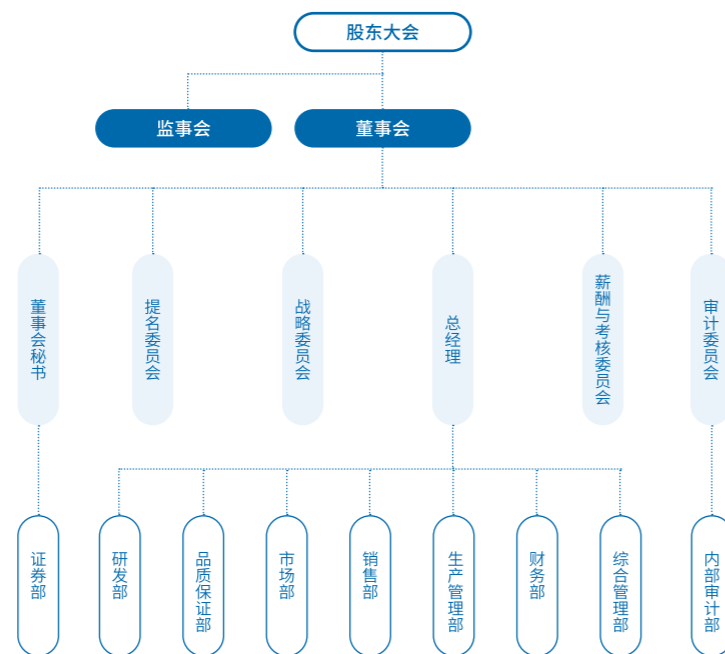 股东大会
监事会
董事会
董事会秘书
提名委员会
战略委员会
总经理
薪酬与考核委员会
审计委员会
证券部
研发部
品质保证部
市场部
销售部
生产管理部
财务部
综合管理部
内部审计部